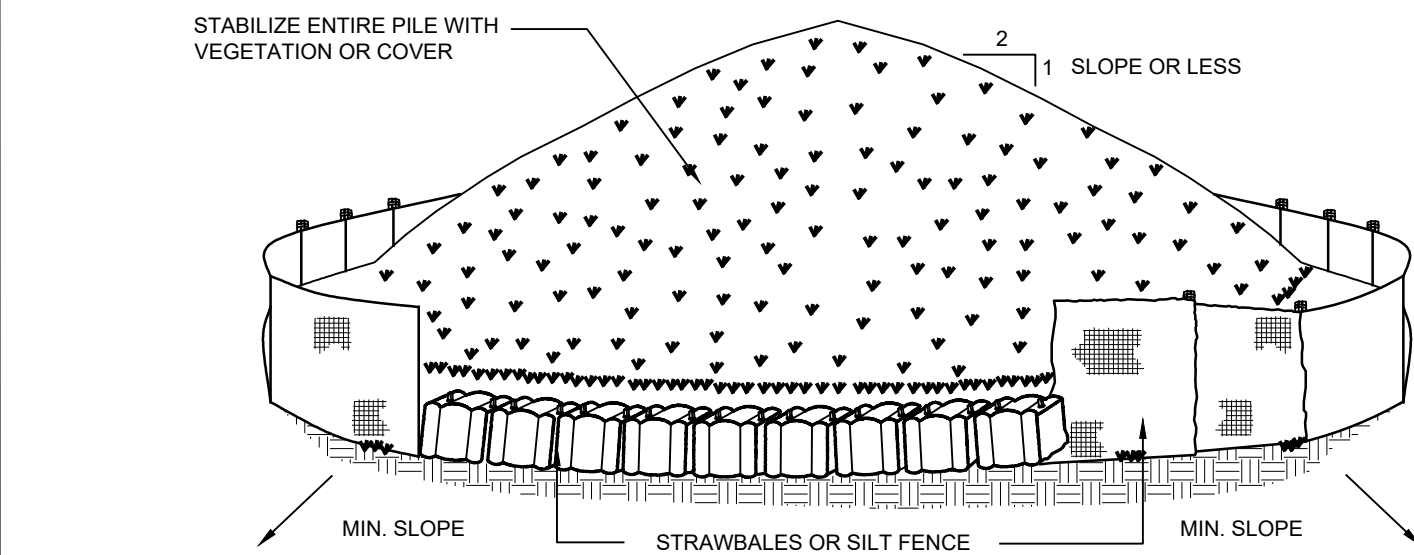 STABILIZE ENTIRE PILE WITH
VEGETATION OR COVER
2
1 SLOPE OR LESS
MIN. SLOPE
STRAWBALES OR SILT FENCE
MIN. SLOPE